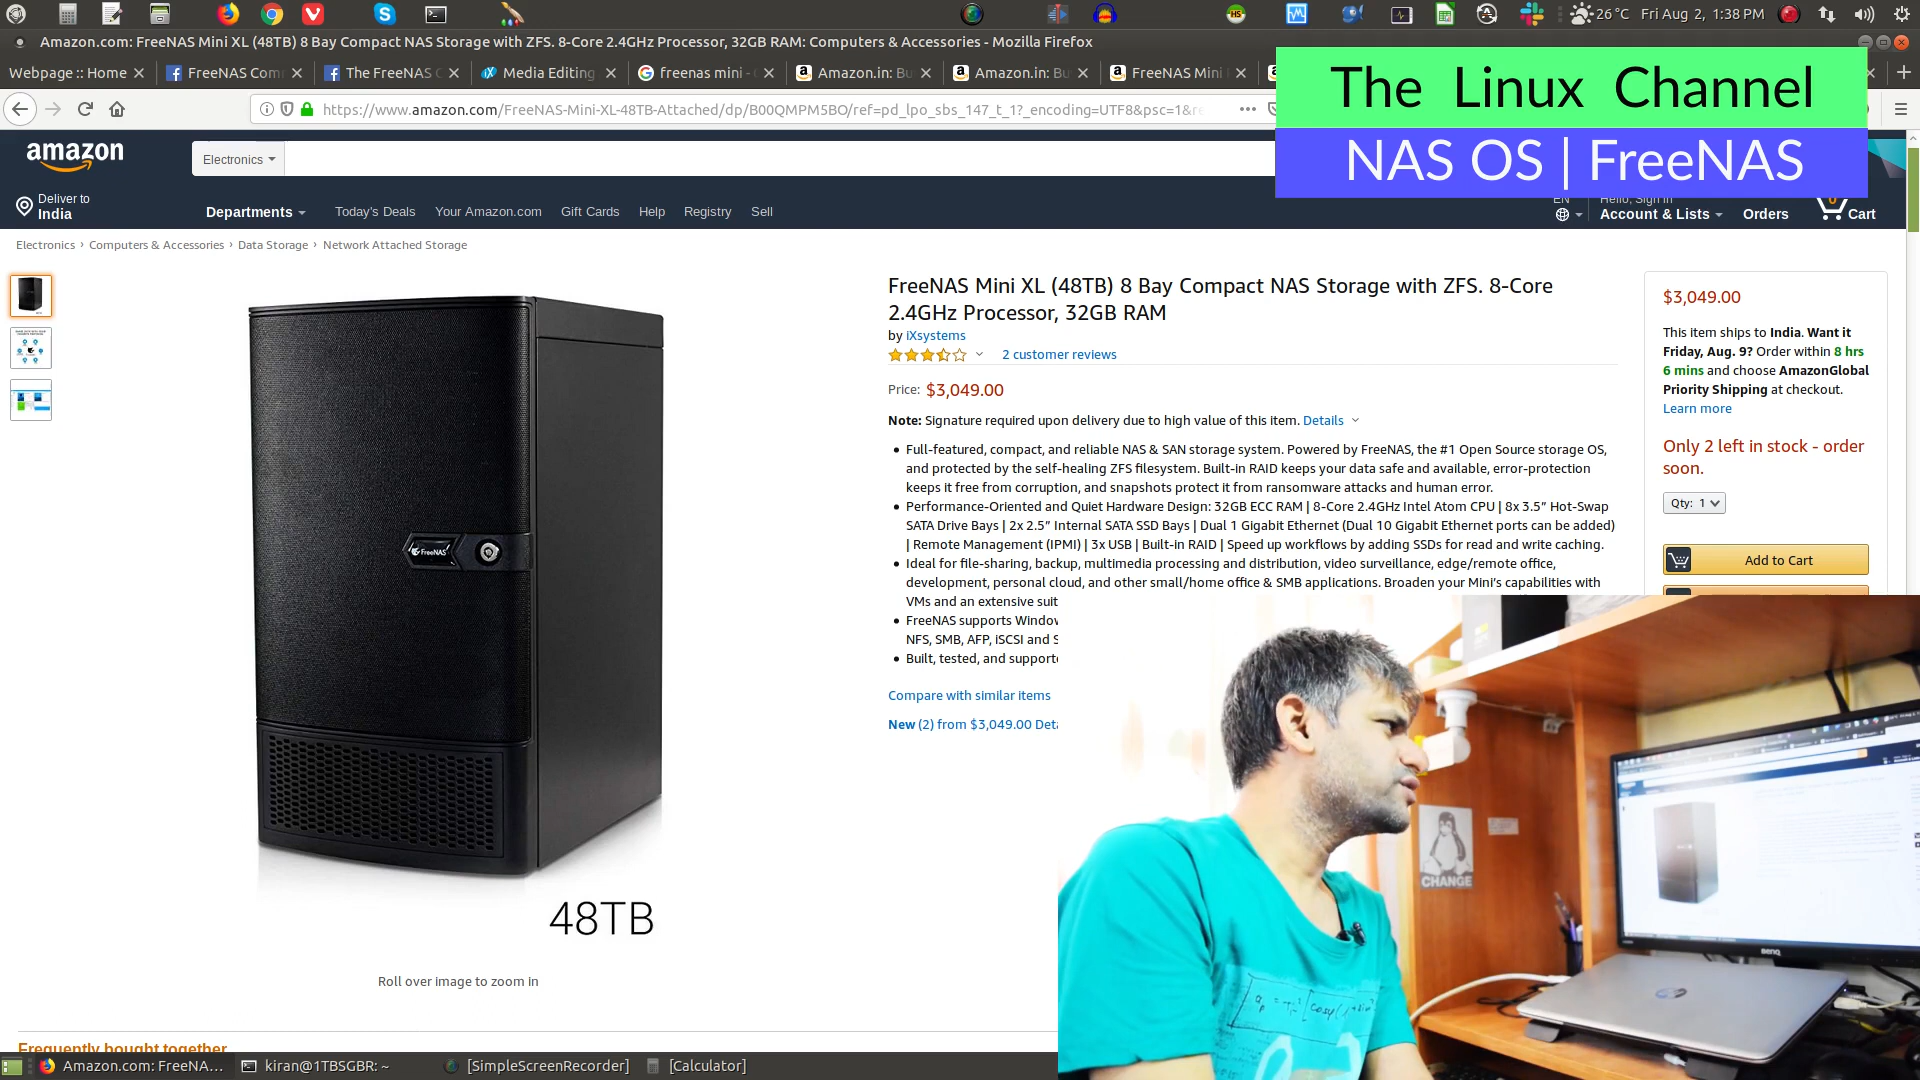 26°C Fri Aug 2, 1:38 PM
Amazon.com: FreeNAS Mini XL (48TB) 8 Bay Compact NAS Storage with ZFS. 8-Core 2.4GHz Processor, 32GB RAM: Computers & Accessories - Mozilla Firefox
Webpage :: Home
FreeNAS Com
The FreeNAS C
Media Editing
freenas mini -
Amazon.in: Bu
Amazon.in: Bu
FreeNAS Mini
The Linux Channel
NAS OS | FreeNAS
https://www.amazon.com/FreeNAS-Mini-XL-48TB-Attached/dp/B00QMPM5BO/ref=pd_lpo_sbs_147_t_1?_encoding=UTF8&psc=1&re
amazon
Electronics
Deliver to
India
Departments
Today's Deals
Your Amazon.com
Gift Cards
Help
Registry
Sell
EN
Hello, Sign in
Account & Lists
Orders
0
Cart
Electronics › Computers & Accessories › Data Storage › Network Attached Storage
FreeNAS
48TB
Roll over image to zoom in
FreeNAS Mini XL (48TB) 8 Bay Compact NAS Storage with ZFS. 8-Core
2.4GHz Processor, 32GB RAM
by iXsystems
2 customer reviews
Price: $3,049.00
Note: Signature required upon delivery due to high value of this item. Details
• Full-featured, compact, and reliable NAS & SAN storage system. Powered by FreeNAS, the #1 Open Source storage OS,
and protected by the self-healing ZFS filesystem. Built-in RAID keeps your data safe and available, error-protection
keeps it free from corruption, and snapshots protect it from ransomware attacks and human error.
• Performance-Oriented and Quiet Hardware Design: 32GB ECC RAM | 8-Core 2.4GHz Intel Atom CPU | 8x 3.5” Hot-Swap
SATA Drive Bays | 2x 2.5” Internal SATA SSD Bays | Dual 1 Gigabit Ethernet (Dual 10 Gigabit Ethernet ports can be added)
| Remote Management (IPMI) | 3x USB | Built-in RAID | Speed up workflows by adding SSDs for read and write caching.
• Ideal for file-sharing, backup, multimedia processing and distribution, video surveillance, edge/remote office,
development, personal cloud, and other small/home office & SMB applications. Broaden your Mini’s capabilities with
VMs and an extensive suit
• FreeNAS supports Window
NFS, SMB, AFP, iSCSI and S
• Built, tested, and supporte
Compare with similar items
New (2) from $3,049.00 Deta
$3,049.00
This item ships to India. Want it
Friday, Aug. 9? Order within 8 hrs
6 mins and choose AmazonGlobal
Priority Shipping at checkout.
Learn more
Only 2 left in stock - order
soon.
Qty: 1
Add to Cart
CHANGE
BenQ
hp
Frequently bought together
Amazon.com: FreeNA...
kiran@1TBSGBR: ~
[SimpleScreenRecorder]
[Calculator]